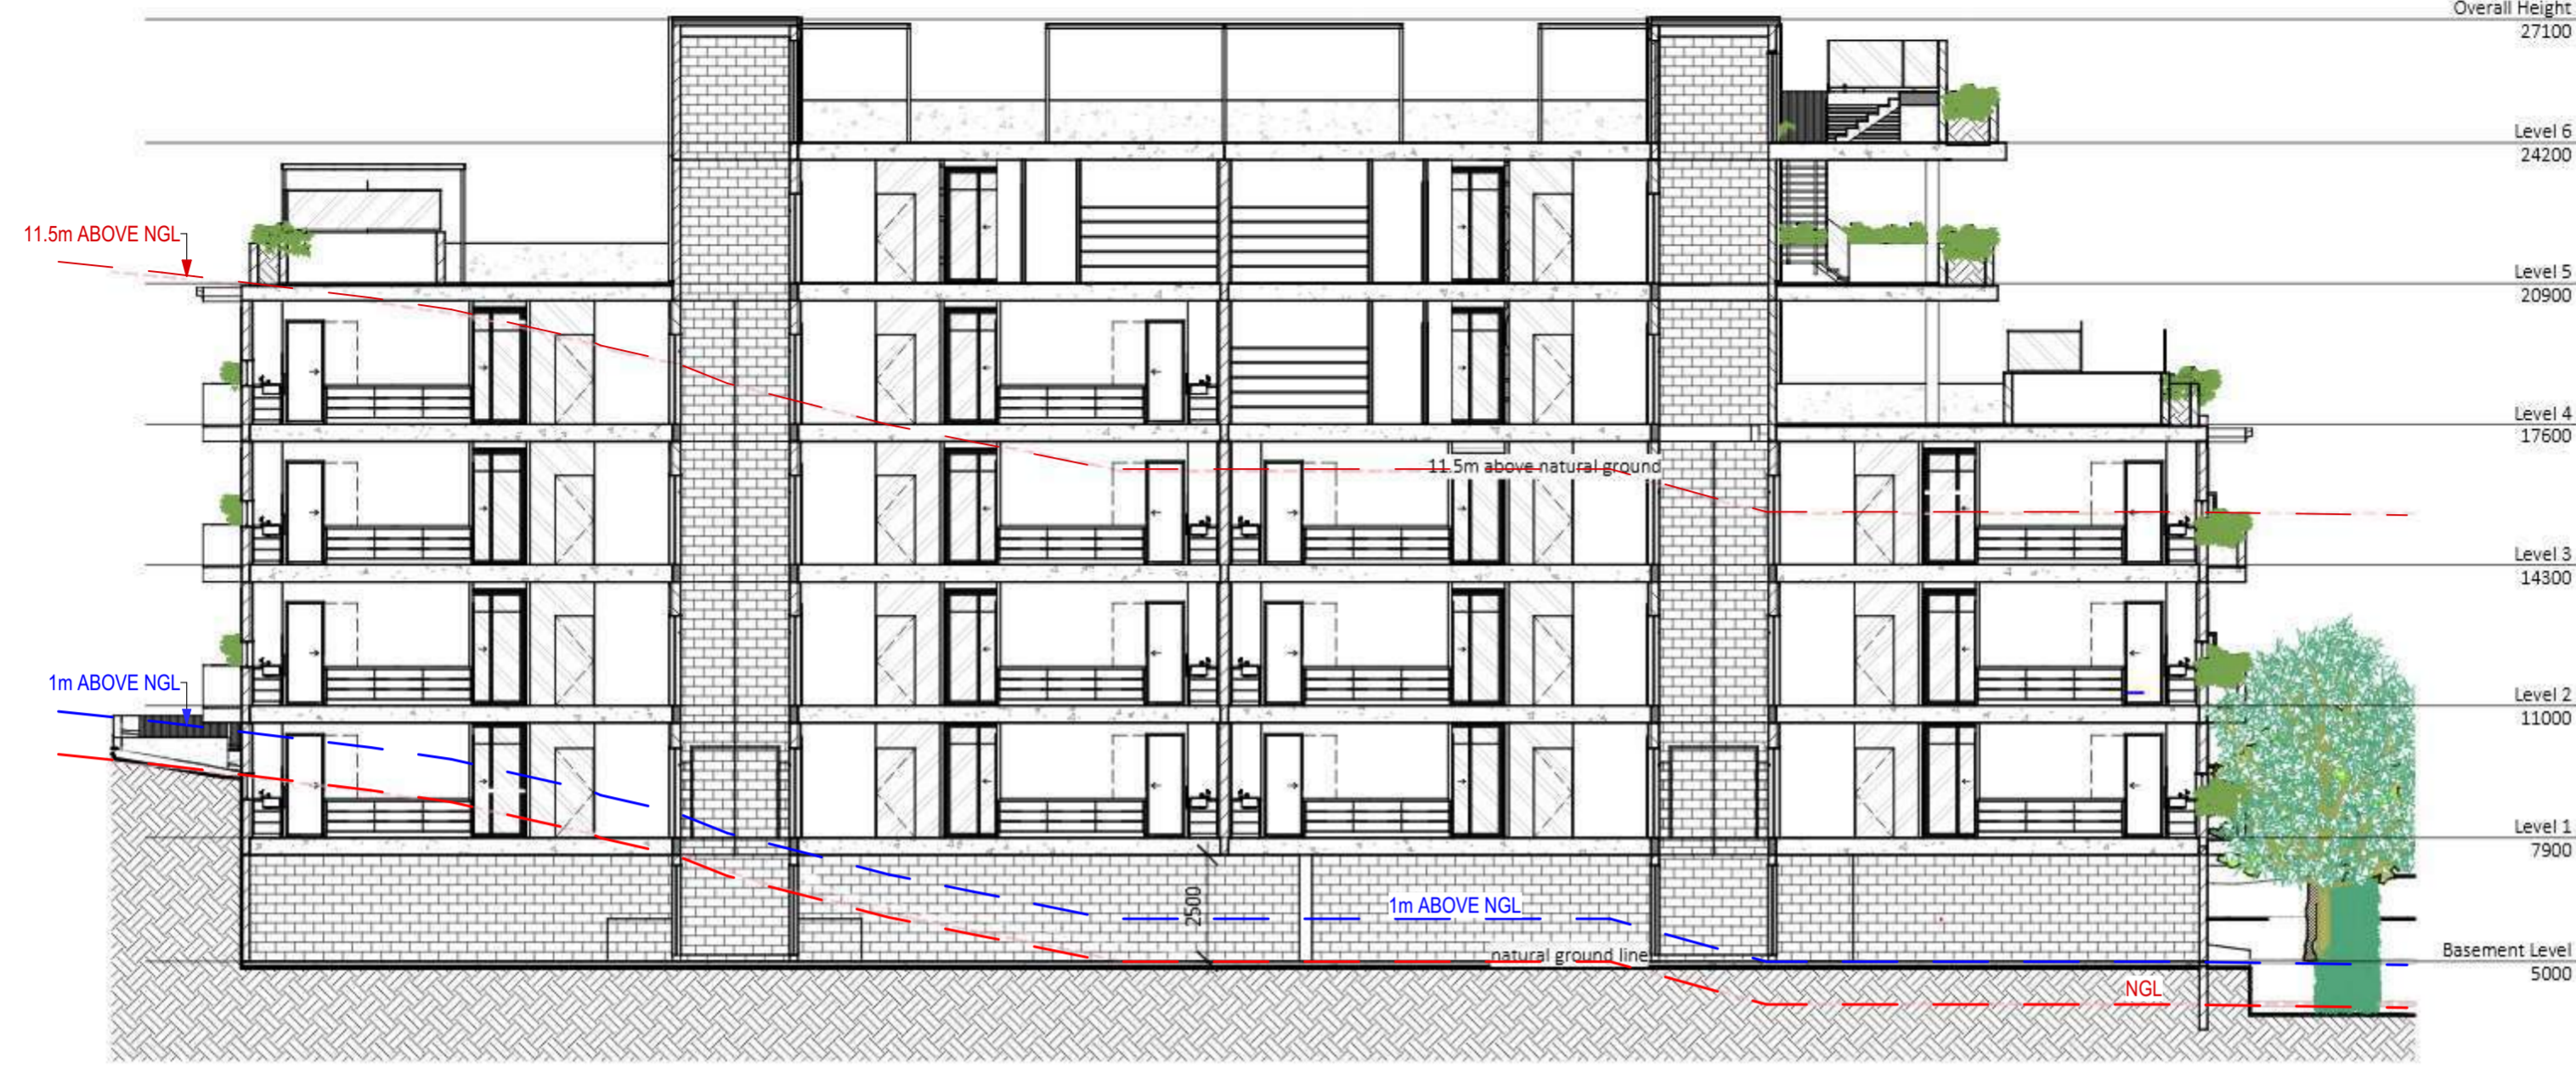 Overall Height
27100
Level 6
24200
11.5m ABOVE NGL
Level 5
20900
Level 4
17600
11.5m above natural ground
Level 3
14300
1m ABOVE NGL
Level 2
11000
Level 1
7900
2500
1m ABOVE NGL
natural ground line
Basement Level
5000
NGL